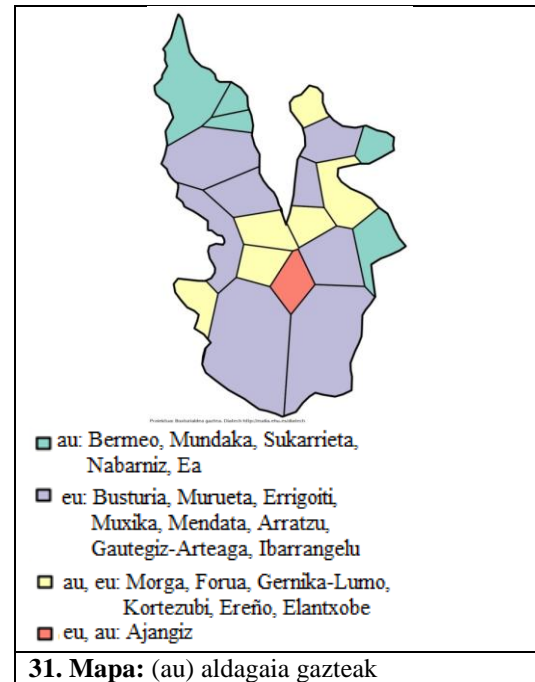 au: Bermeo, Mundaka, Sukarrieta,
Nabarniz, Ea
eu: Busturia, Murueta, Errigoiti,
Muxika, Mendata, Arratzu,
Gautegiz-Arteaga, Ibarrangelu
au, eu: Morga, Forua, Gernika-Lumo,
Kortezubi, Ereño, Elantxobe
eu, au: Ajangiz
31. Mapa: (au) aldagaia gazteak